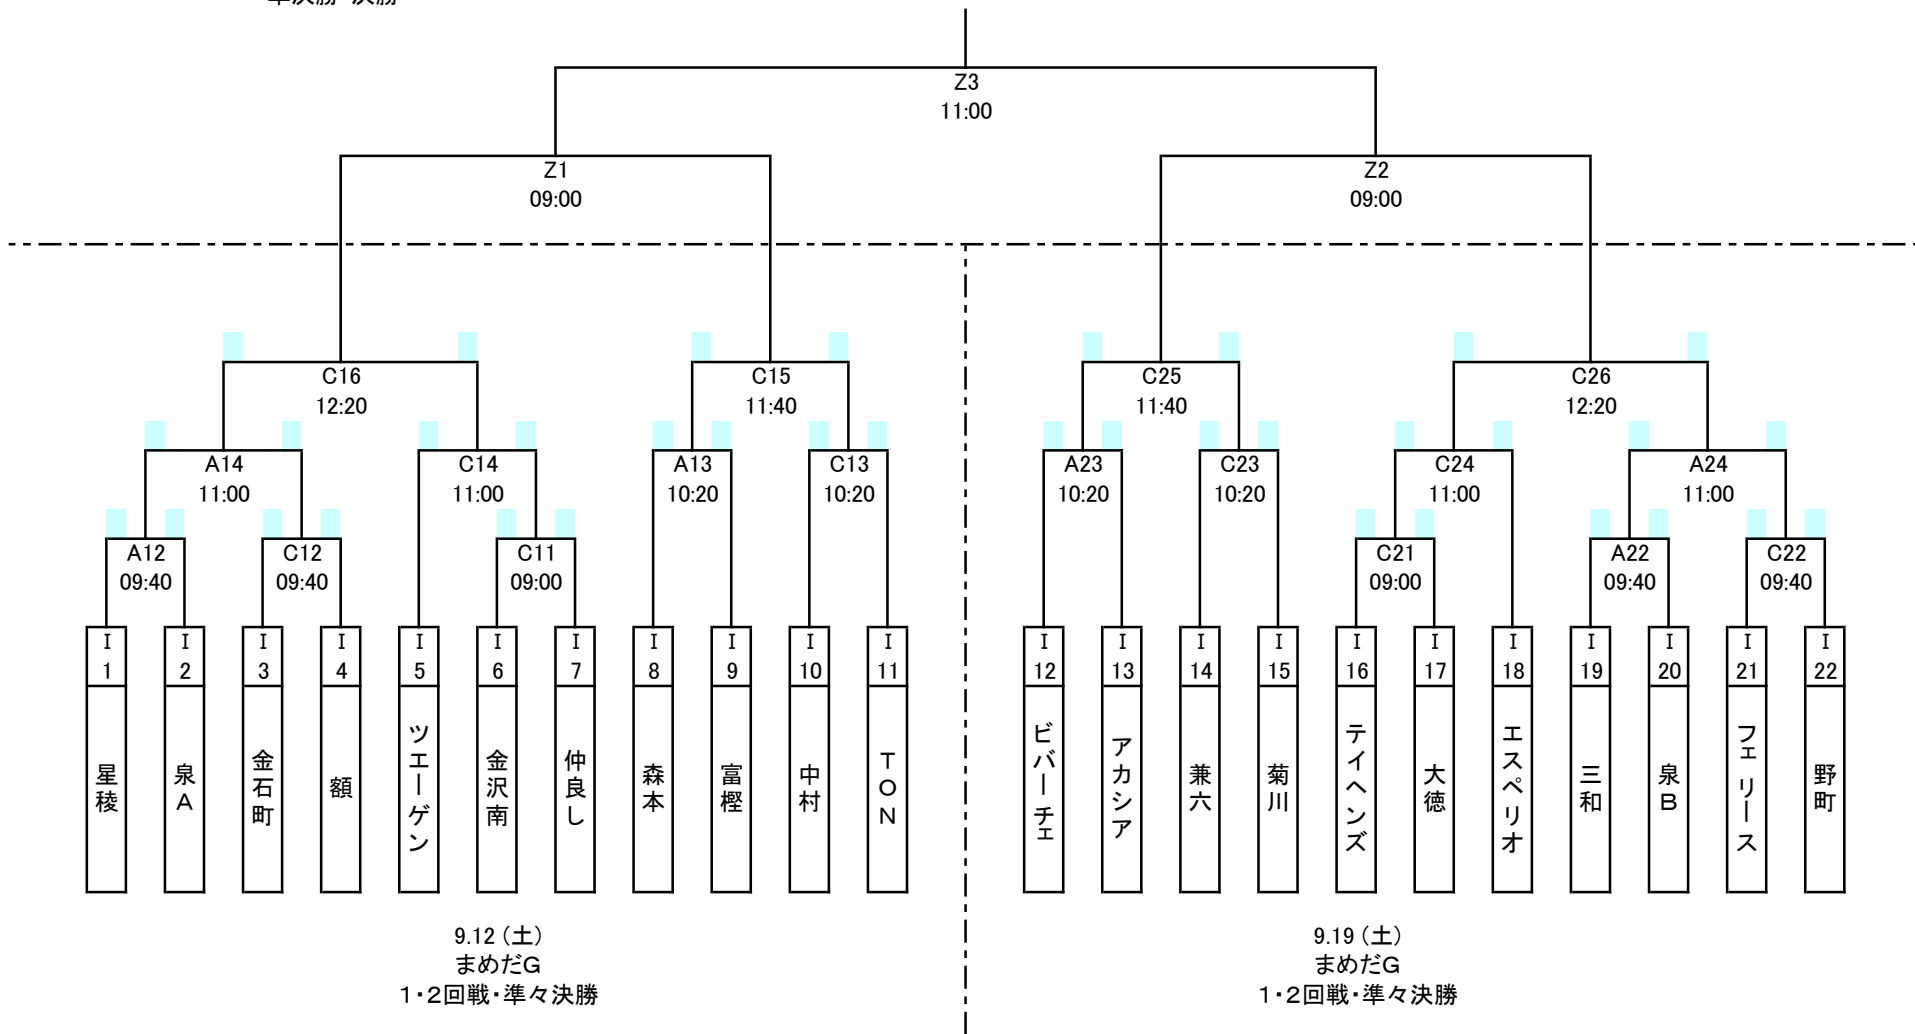 準決勝・決勝
Z3
11:00
Z1
09:00
Z2
09:00
C16
12:20
C15
11:40
C25
11:40
C26
12:20
A14
11:00
C14
11:00
A13
10:20
C13
10:20
A23
10:20
C23
10:20
C24
11:00
A24
11:00
A12
09:40
C12
09:40
C11
09:00
C21
09:00
A22
09:40
C22
09:40
I 1 星稜
I 2 泉A
I 3 金石町
I 4 額
I 5 ツエーゲン
I 6 金沢南
I 7 仲良し
I 8 森本
I 9 富樫
I 10 中村
I 11 TON
I 12 ビバーチェ
I 13 アカシア
I 14 兼六
I 15 菊川
I 16 テイヘンズ
I 17 大徳
I 18 エスペリオ
I 19 三和
I 20 泉B
I 21 フェリース
I 22 野町
9.12（土）
まめだG
1・2回戦・準々決勝
9.19（土）
まめだG
1・2回戦・準々決勝